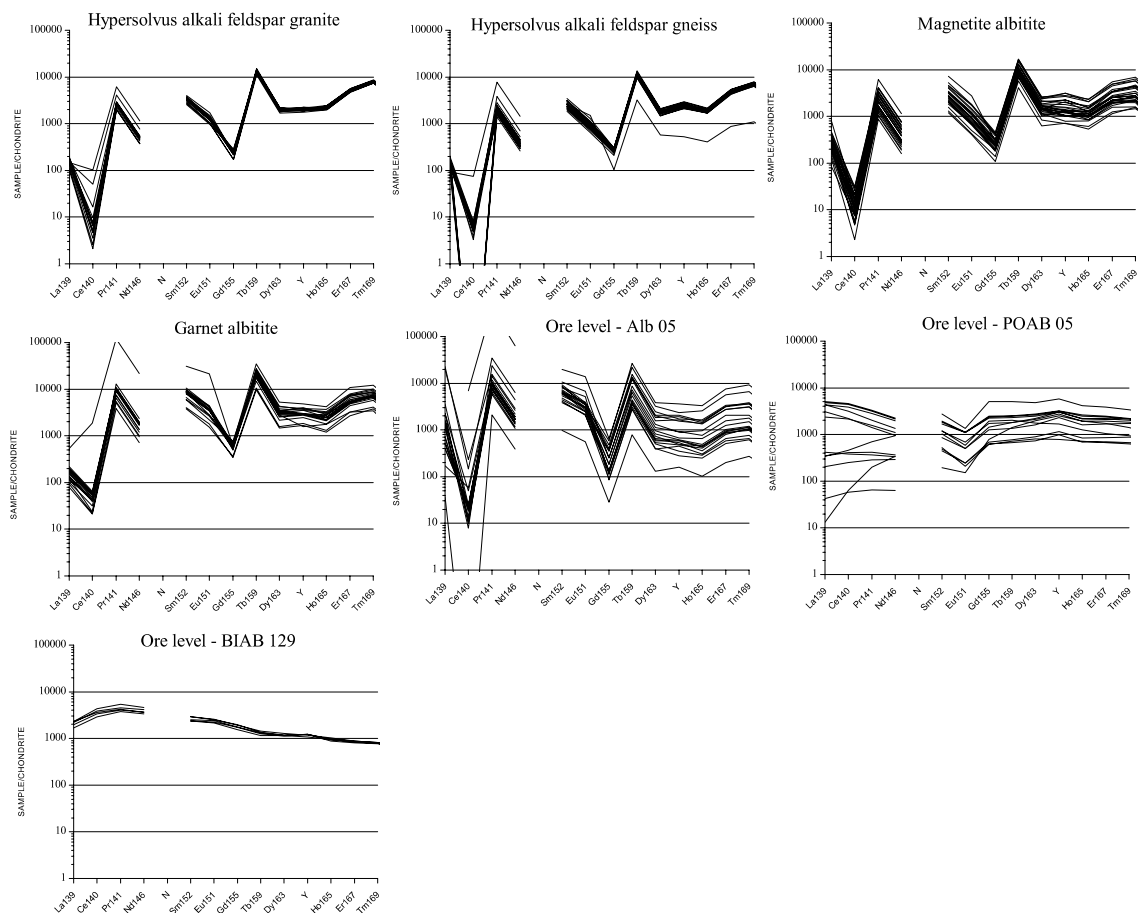 Hypersolvus alkali feldspar granite
100000
10000
1000
100
10
1
SAMPLE/CHONDRITE
La139 Ce140 Pr141 Nd146 N Sm152 Eu151 Gd155 Tb159 Dy163 Y Ho165 Er167 Tm169
Hypersolvus alkali feldspar gneiss
100000
10000
1000
100
10
1
SAMPLE/CHONDRITE
La139 Ce140 Pr141 Nd146 N Sm152 Eu151 Gd155 Tb159 Dy163 Y Ho165 Er167 Tm169
Magnetite albitite
100000
10000
1000
100
10
1
SAMPLE/CHONDRITE
La139 Ce140 Pr141 Nd146 N Sm152 Eu151 Gd155 Tb159 Dy163 Y Ho165 Er167 Tm169
Garnet albitite
100000
10000
1000
100
10
1
SAMPLE/CHONDRITE
La139 Ce140 Pr141 Nd146 N Sm152 Eu151 Gd155 Tb159 Dy163 Y Ho165 Er167 Tm169
Ore level - Alb 05
100000
10000
1000
100
10
1
SAMPLE/CHONDRITE
La139 Ce140 Pr141 Nd146 N Sm152 Eu151 Gd155 Tb159 Dy163 Y Ho165 Er167 Tm169
Ore level - POAB 05
100000
10000
1000
100
10
1
SAMPLE/CHONDRITE
La139 Ce140 Pr141 Nd146 N Sm152 Eu151 Gd155 Tb159 Dy163 Y Ho165 Er167 Tm169
Ore level - BIAB 129
100000
10000
1000
100
10
1
SAMPLE/CHONDRITE
La139 Ce140 Pr141 Nd146 N Sm152 Eu151 Gd155 Tb159 Dy163 Y Ho165 Er167 Tm169